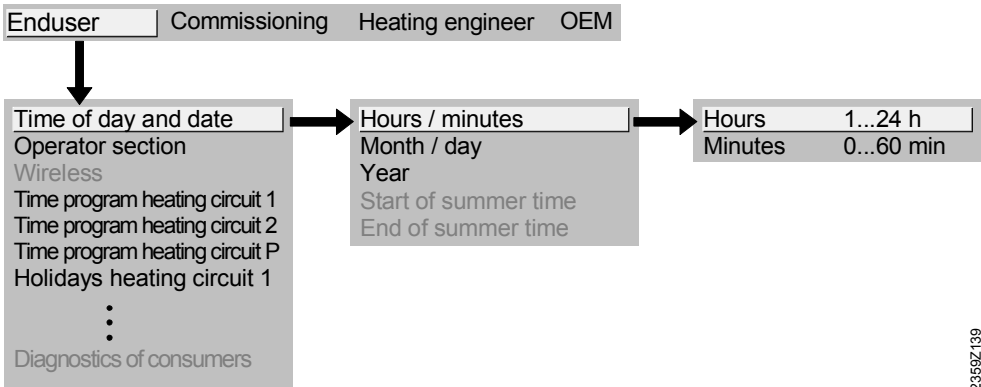 Enduser Commissioning Heating engineer OEM
Time of day and date
Operator section
Wireless
Time program heating circuit 1
Time program heating circuit 2
Time program heating circuit P
Holidays heating circuit 1
Diagnostics of consumers
Hours / minutes
Month / day
Year
Start of summer time
End of summer time
Hours 1...24 h
Minutes 0...60 min
2359Z139